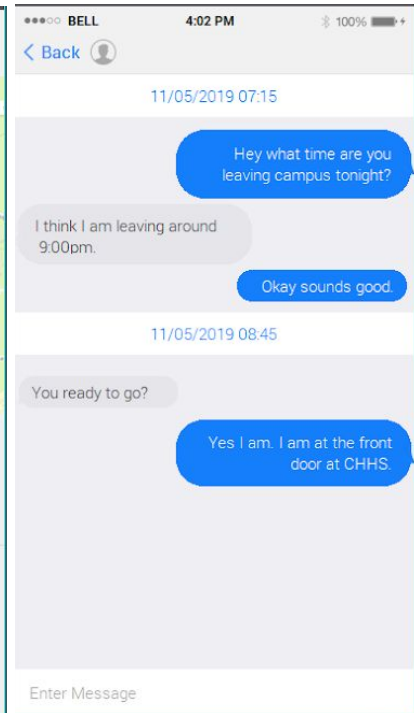 BELL 4:02 PM 100%
Back
11/05/2019 07:15
Hey what time are you
leaving campus tonight?
I think I am leaving around
9:00pm.
Okay sounds good.
11/05/2019 08:45
You ready to go?
Yes I am. I am at the front
door at CHHS.
Enter Message